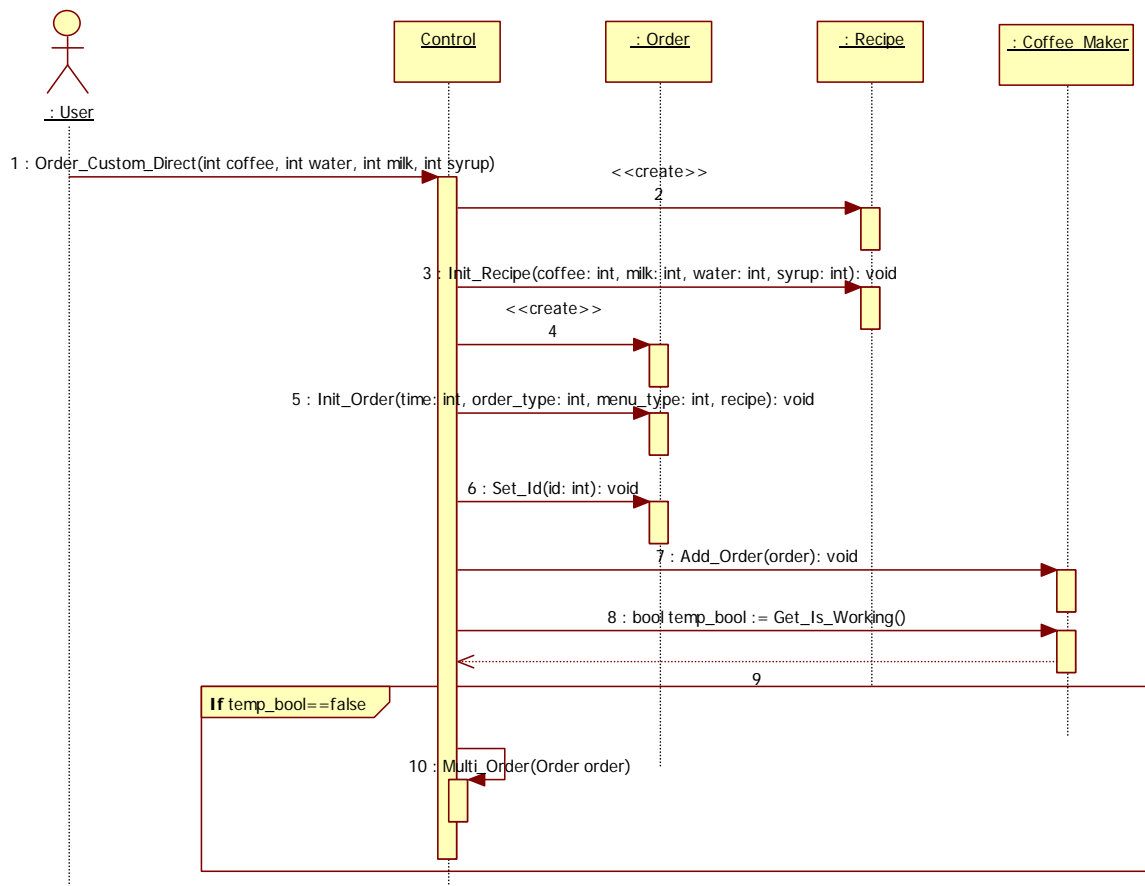 Control
: Order
: Recipe
: Coffee_Maker
: User
1 : Order_Custom_Direct(int coffee, int water, int milk, int syrup)
<<create>>
2
3 : Init_Recipe(coffee: int, milk: int, water: int, syrup: int): void
<<create>>
4
5 : Init_Order(time: int, order_type: int, menu_type: int, recipe): void
6 : Set_Id(id: int): void
7 : Add_Order(order): void
8 : bool temp_bool := Get_Is_Working()
9
If temp_bool==false
10 : Multi_Order(Order order)